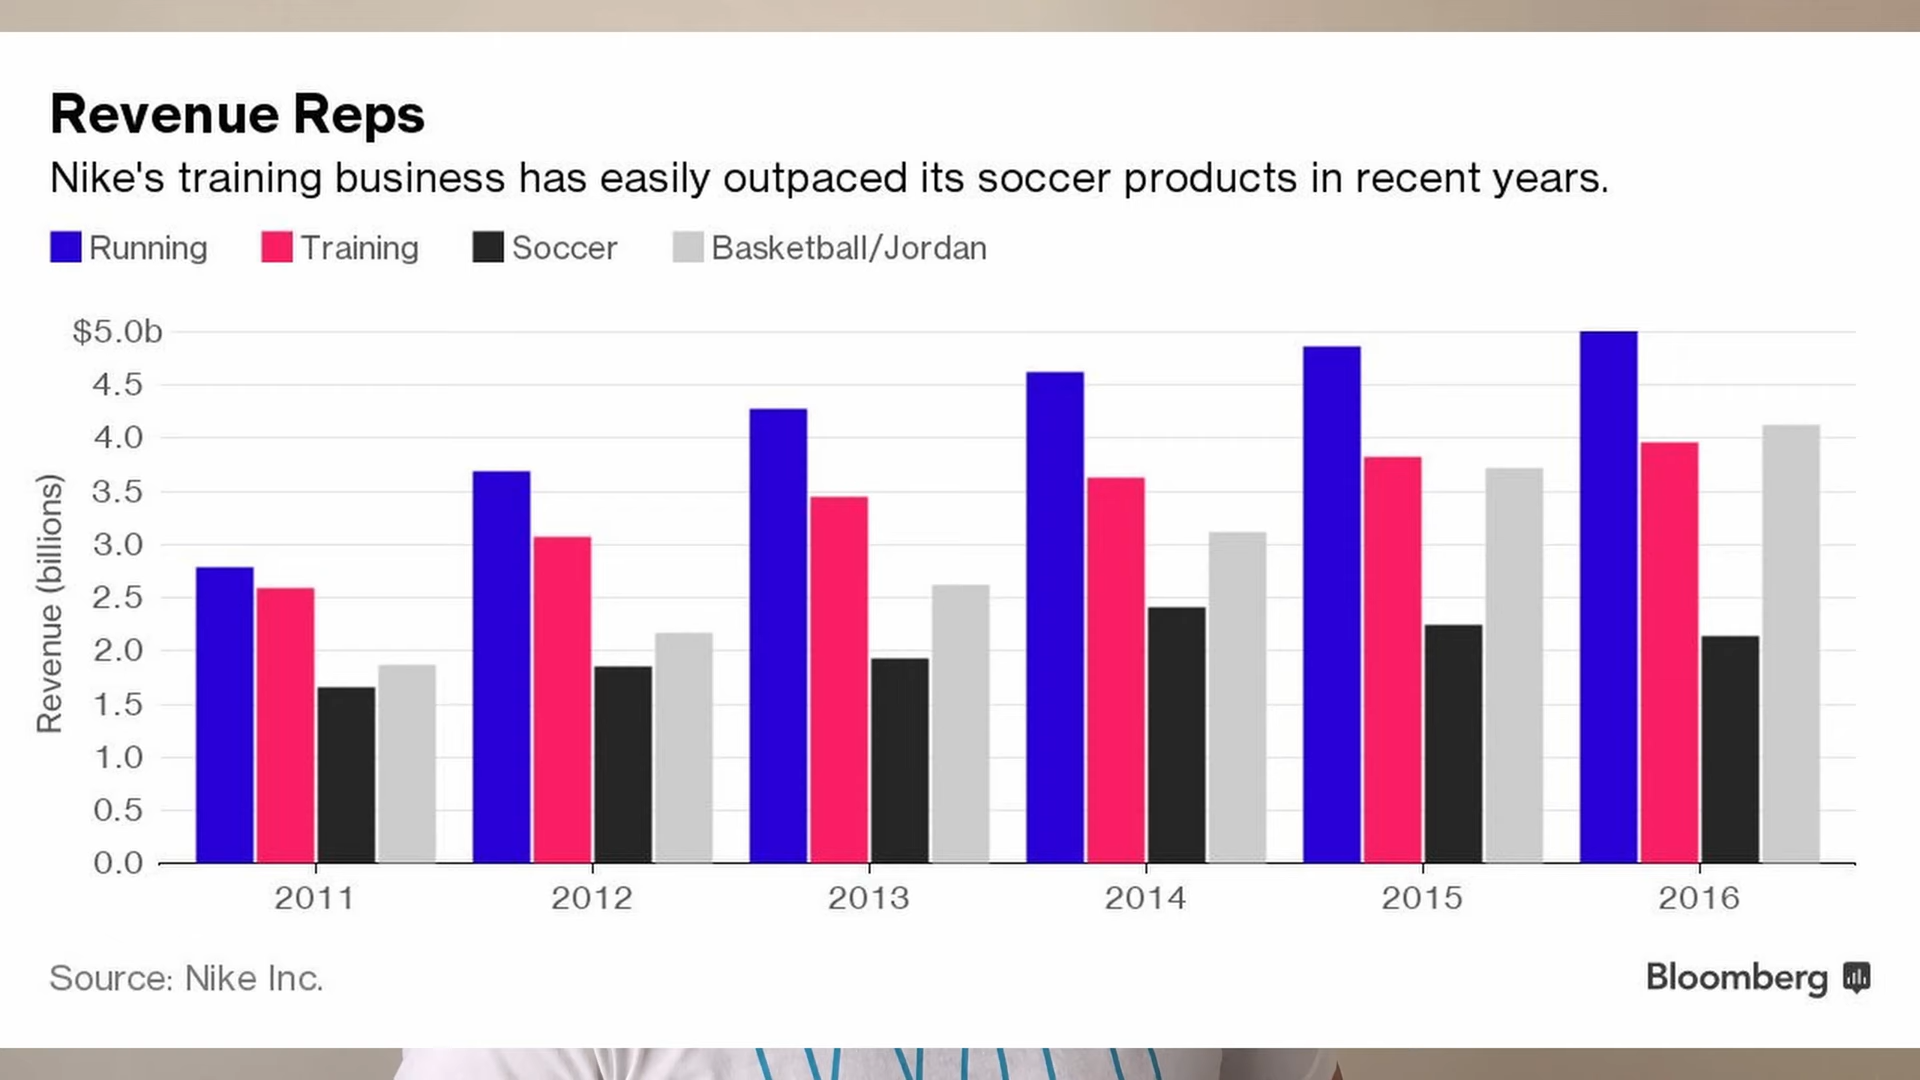 Revenue Reps
Nike's training business has easily outpaced its soccer products in recent years.
Running Training Soccer Basketball/Jordan
$5.0b
4.5
4.0
3.5
3.0
2.5
2.0
1.5
1.0
0.5
0.0
Revenue (billions)
2011 2012 2013 2014 2015 2016
Source: Nike Inc.
Bloomberg